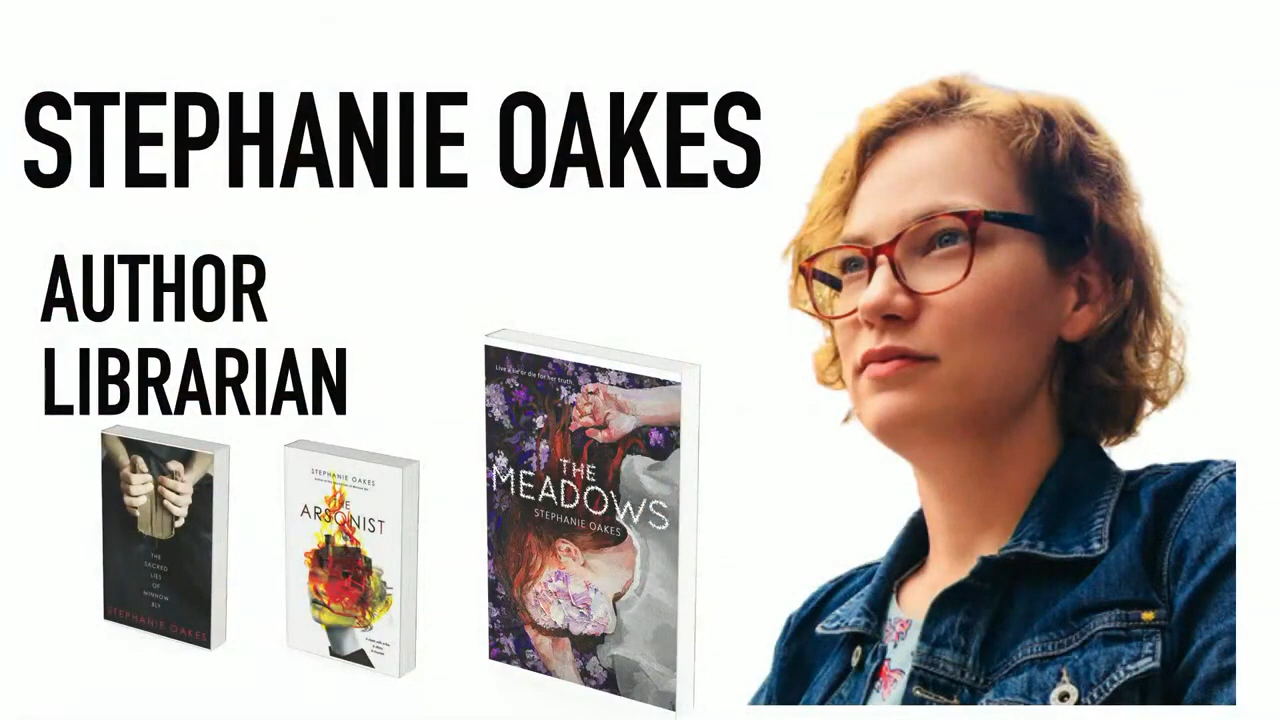 STEPHANIE OAKES
AUTHOR
LIBRARIAN
THE
SACRED
LIES
OF
MINNOW
BLY
STEPHANIE OAKES
STEPHANIE OAKES
THE
ARSONIST
Live a lie or die for her truth.
THE
MEADOWS
STEPHANIE OAKES